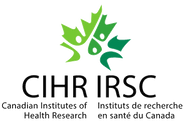 CIHR IRSC
Canadian Institutes of Instituts de recherche
Health Research en santé du Canada